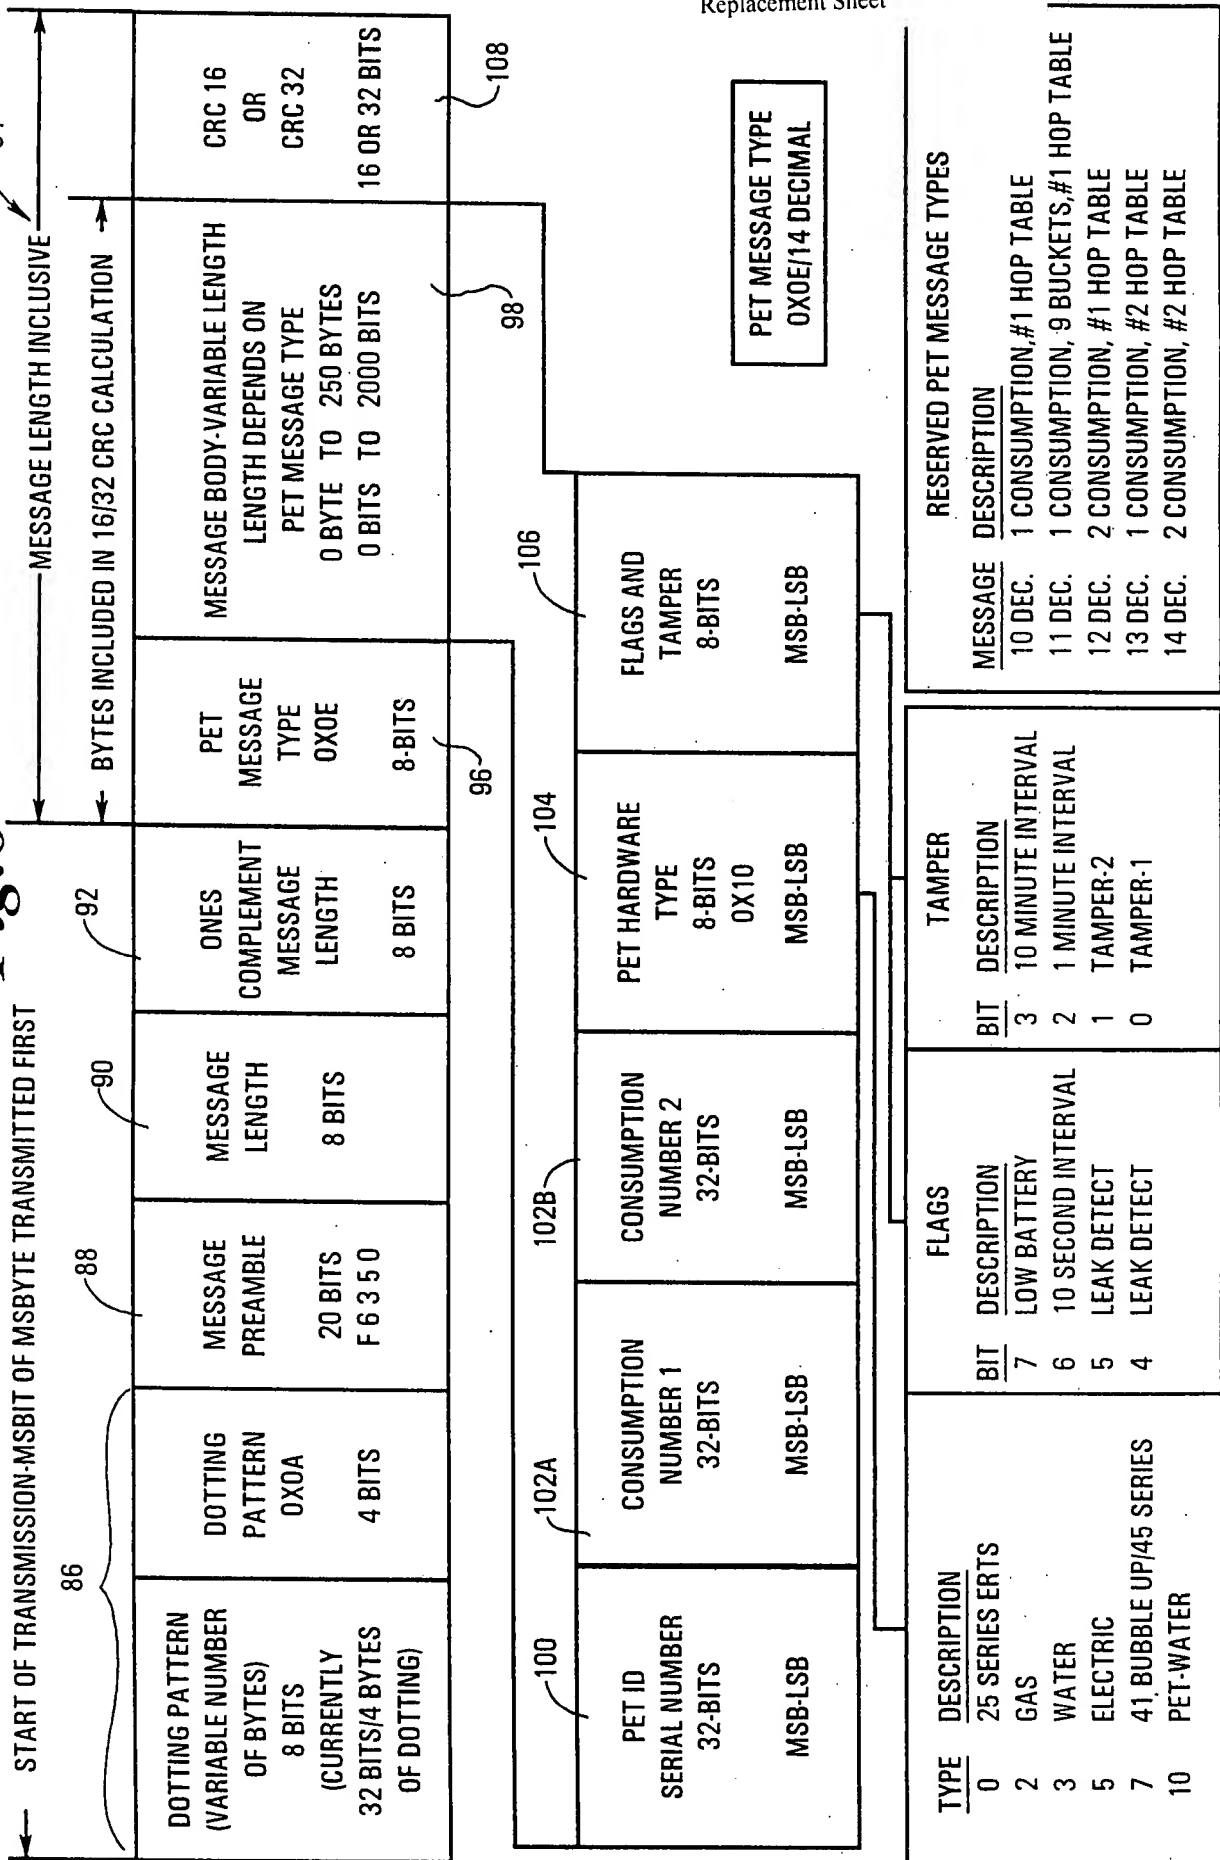 Replacement Sheet
START OF TRANSMISSION-MSBIT OF MSBYTE TRANSMITTED FIRST
MESSAGE LENGTH INCLUSIVE
BYTES INCLUDED IN 16/32 CRC CALCULATION
86
88
90
92
DOTTING PATTERN
(VARIABLE NUMBER
OF BYTES)
8 BITS
(CURRENTLY
32 BITS/4 BYTES
OF DOTTING)
DOTTING
PATTERN
0X0A
4 BITS
MESSAGE
PREAMBLE
20 BITS
F 6 3 5 0
MESSAGE
LENGTH
8 BITS
ONES
COMPLEMENT
MESSAGE
LENGTH
8 BITS
PET
MESSAGE
TYPE
0X0E
8-BITS
96
MESSAGE BODY-VARIABLE LENGTH
LENGTH DEPENDS ON
PET MESSAGE TYPE
0 BYTE TO 250 BYTES
0 BITS TO 2000 BITS
98
CRC 16
OR
CRC 32
16 OR 32 BITS
108
100
PET ID
SERIAL NUMBER
32-BITS
MSB-LSB
102A
CONSUMPTION
NUMBER 1
32-BITS
MSB-LSB
102B
CONSUMPTION
NUMBER 2
32-BITS
MSB-LSB
104
PET HARDWARE
TYPE
8-BITS
0X10
MSB-LSB
106
FLAGS AND
TAMPER
8-BITS
MSB-LSB
PET MESSAGE TYPE
0X0E/14 DECIMAL
TYPE DESCRIPTION
0 25 SERIES ERTS
2 GAS
3 WATER
5 ELECTRIC
7 41 BUBBLE UP/45 SERIES
10 PET-WATER
FLAGS
BIT DESCRIPTION
7 LOW BATTERY
6 10 SECOND INTERVAL
5 LEAK DETECT
4 LEAK DETECT
TAMPER
BIT DESCRIPTION
3 10 MINUTE INTERVAL
2 1 MINUTE INTERVAL
1 TAMPER-2
0 TAMPER-1
RESERVED PET MESSAGE TYPES
MESSAGE DESCRIPTION
10 DEC. 1 CONSUMPTION,#1 HOP TABLE
11 DEC. 1 CONSUMPTION, 9 BUCKETS,#1 HOP TABLE
12 DEC. 2 CONSUMPTION, #1 HOP TABLE
13 DEC. 1 CONSUMPTION, #2 HOP TABLE
14 DEC. 2 CONSUMPTION, #2 HOP TABLE